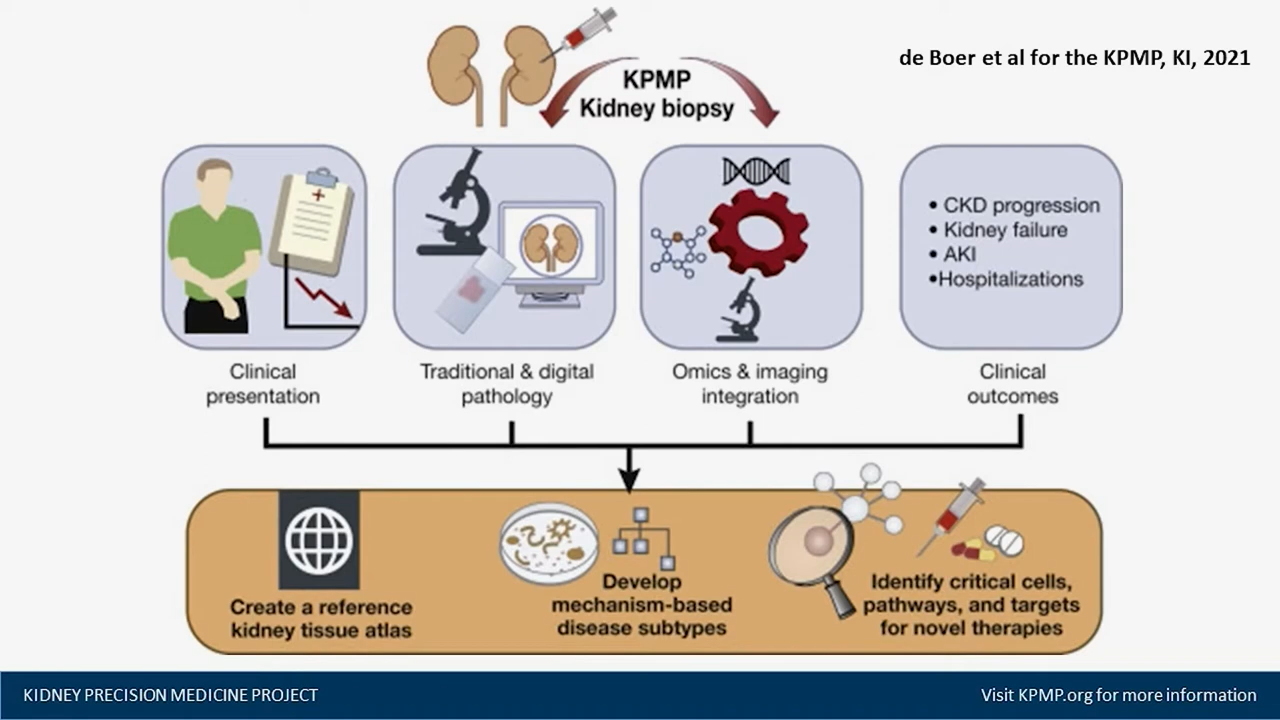 de Boer et al for the KPMP, KI, 2021
KPMP
Kidney biopsy
• CKD progression
• Kidney failure
• AKI
•Hospitalizations
Clinical
presentation
Traditional & digital
pathology
Omics & imaging
integration
Clinical
outcomes
Create a reference
kidney tissue atlas
Develop
mechanism-based
disease subtypes
Identify critical cells,
pathways, and targets
for novel therapies
KIDNEY PRECISION MEDICINE PROJECT
Visit KPMP.org for more information